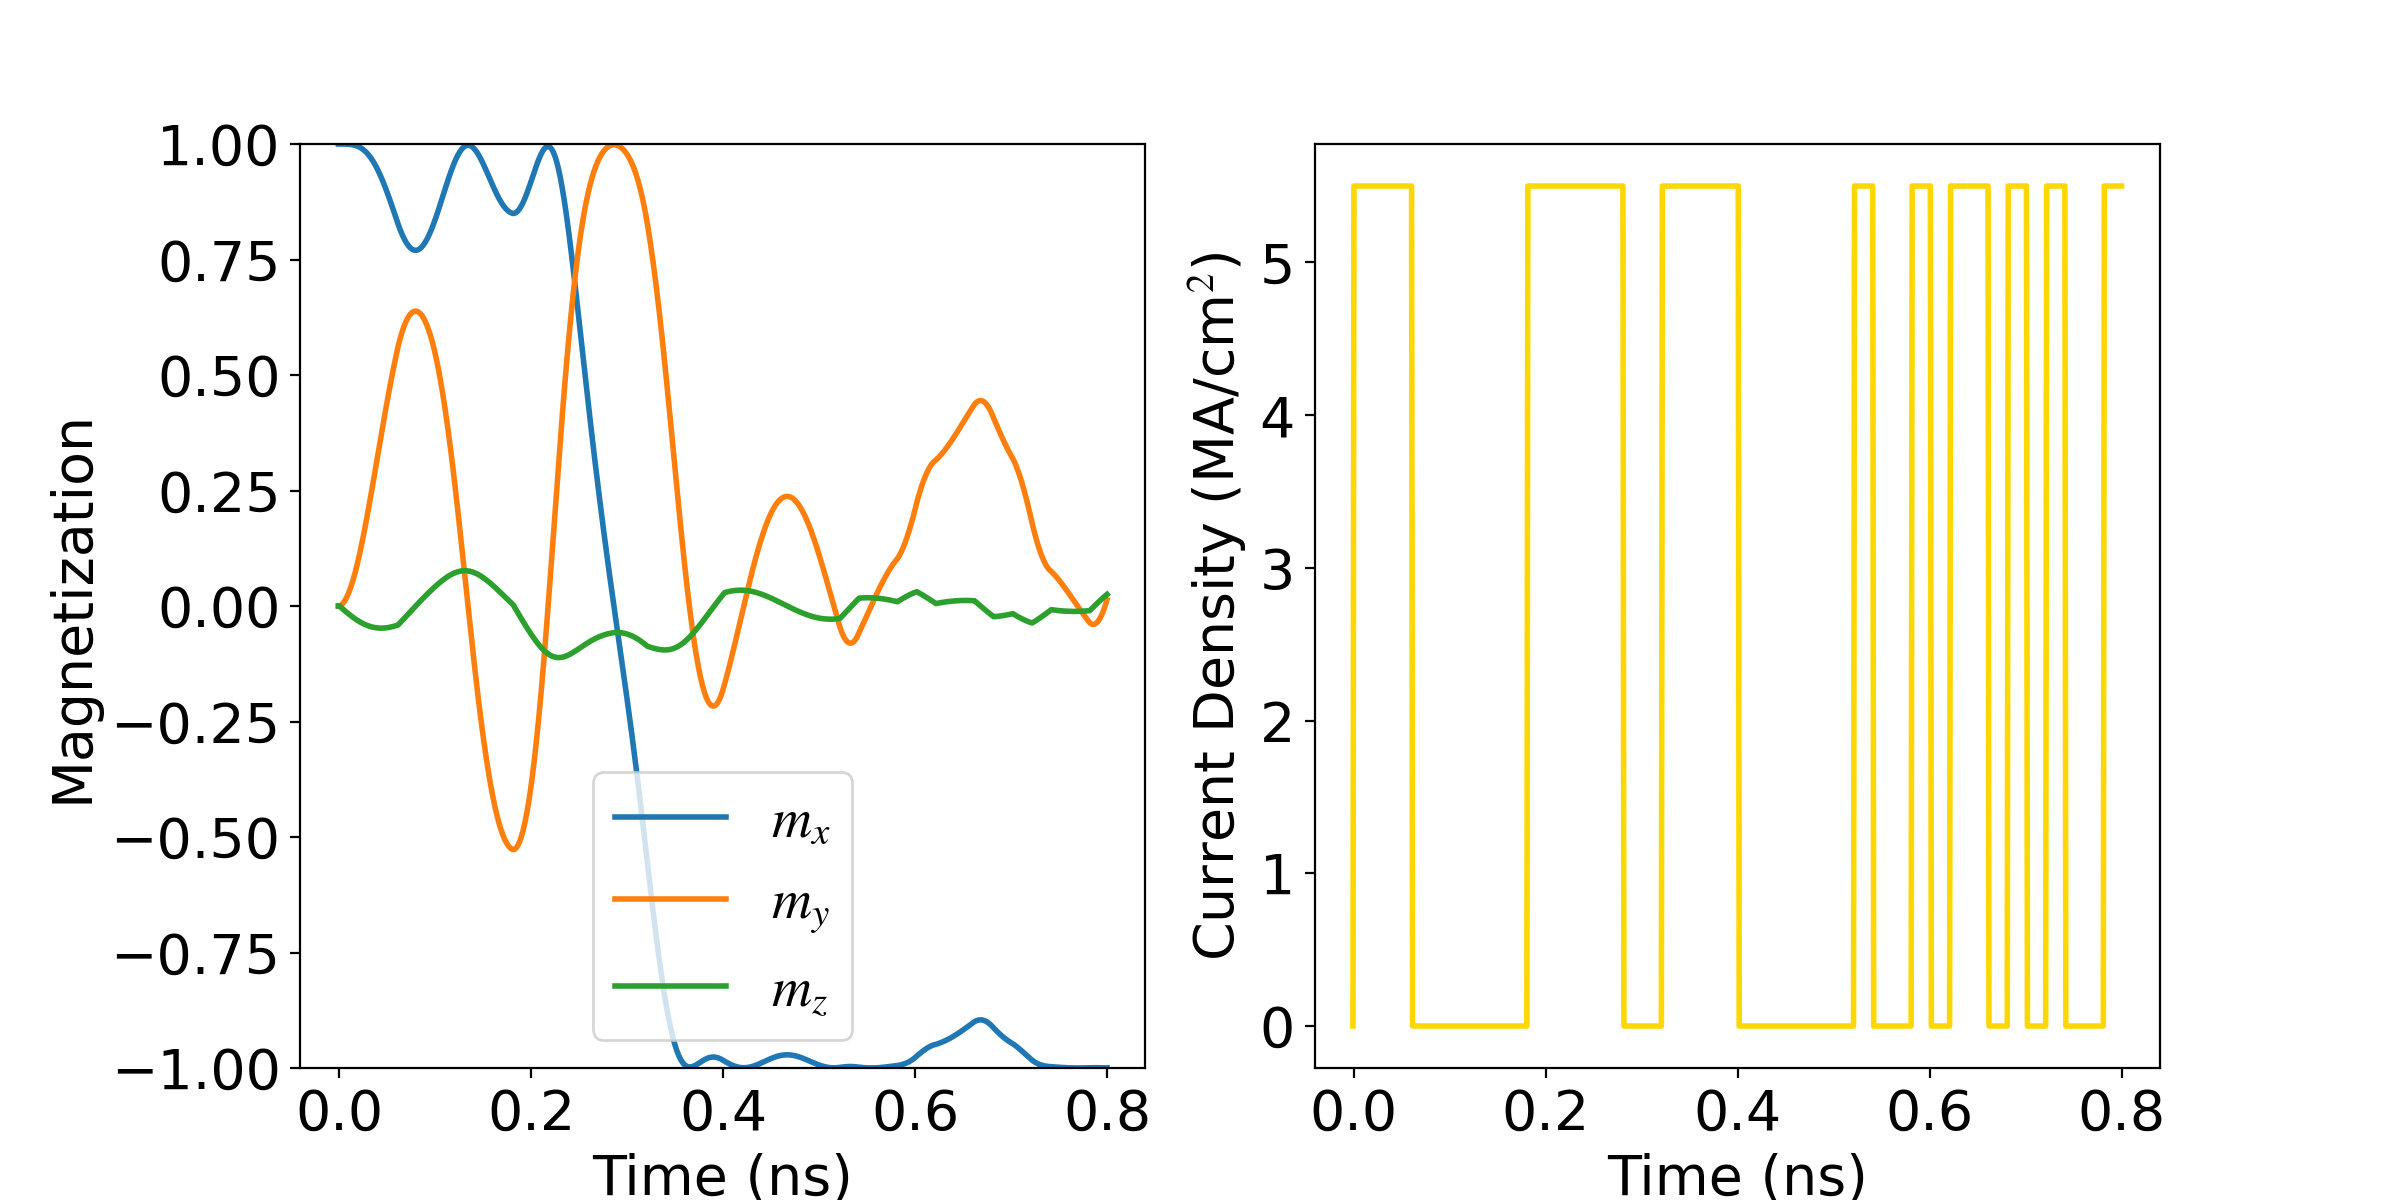 1.00
0.75
0.50
0.25
0.00
−0.25
−0.50
−0.75
−1.00
Magnetization
0.0 0.2 0.4 0.6 0.8
Time (ns)
m_x
m_y
m_z
5
4
3
2
1
0
Current Density (MA/cm²)
0.0 0.2 0.4 0.6 0.8
Time (ns)